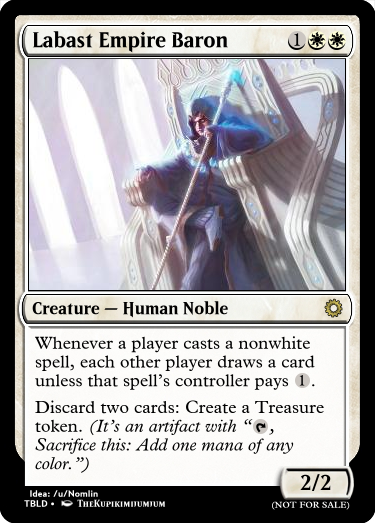 Labast Empire Baron 1
Creature — Human Noble
Whenever a player casts a nonwhite
spell, each other player draws a card
unless that spell's controller pays 1.
Discard two cards: Create a Treasure
token. (It's an artifact with “,
Sacrifice this: Add one mana of any
color.”)
2/2
Idea: /u/Nomlin
TBLD • TheKupikimijumjum
(NOT FOR SALE)